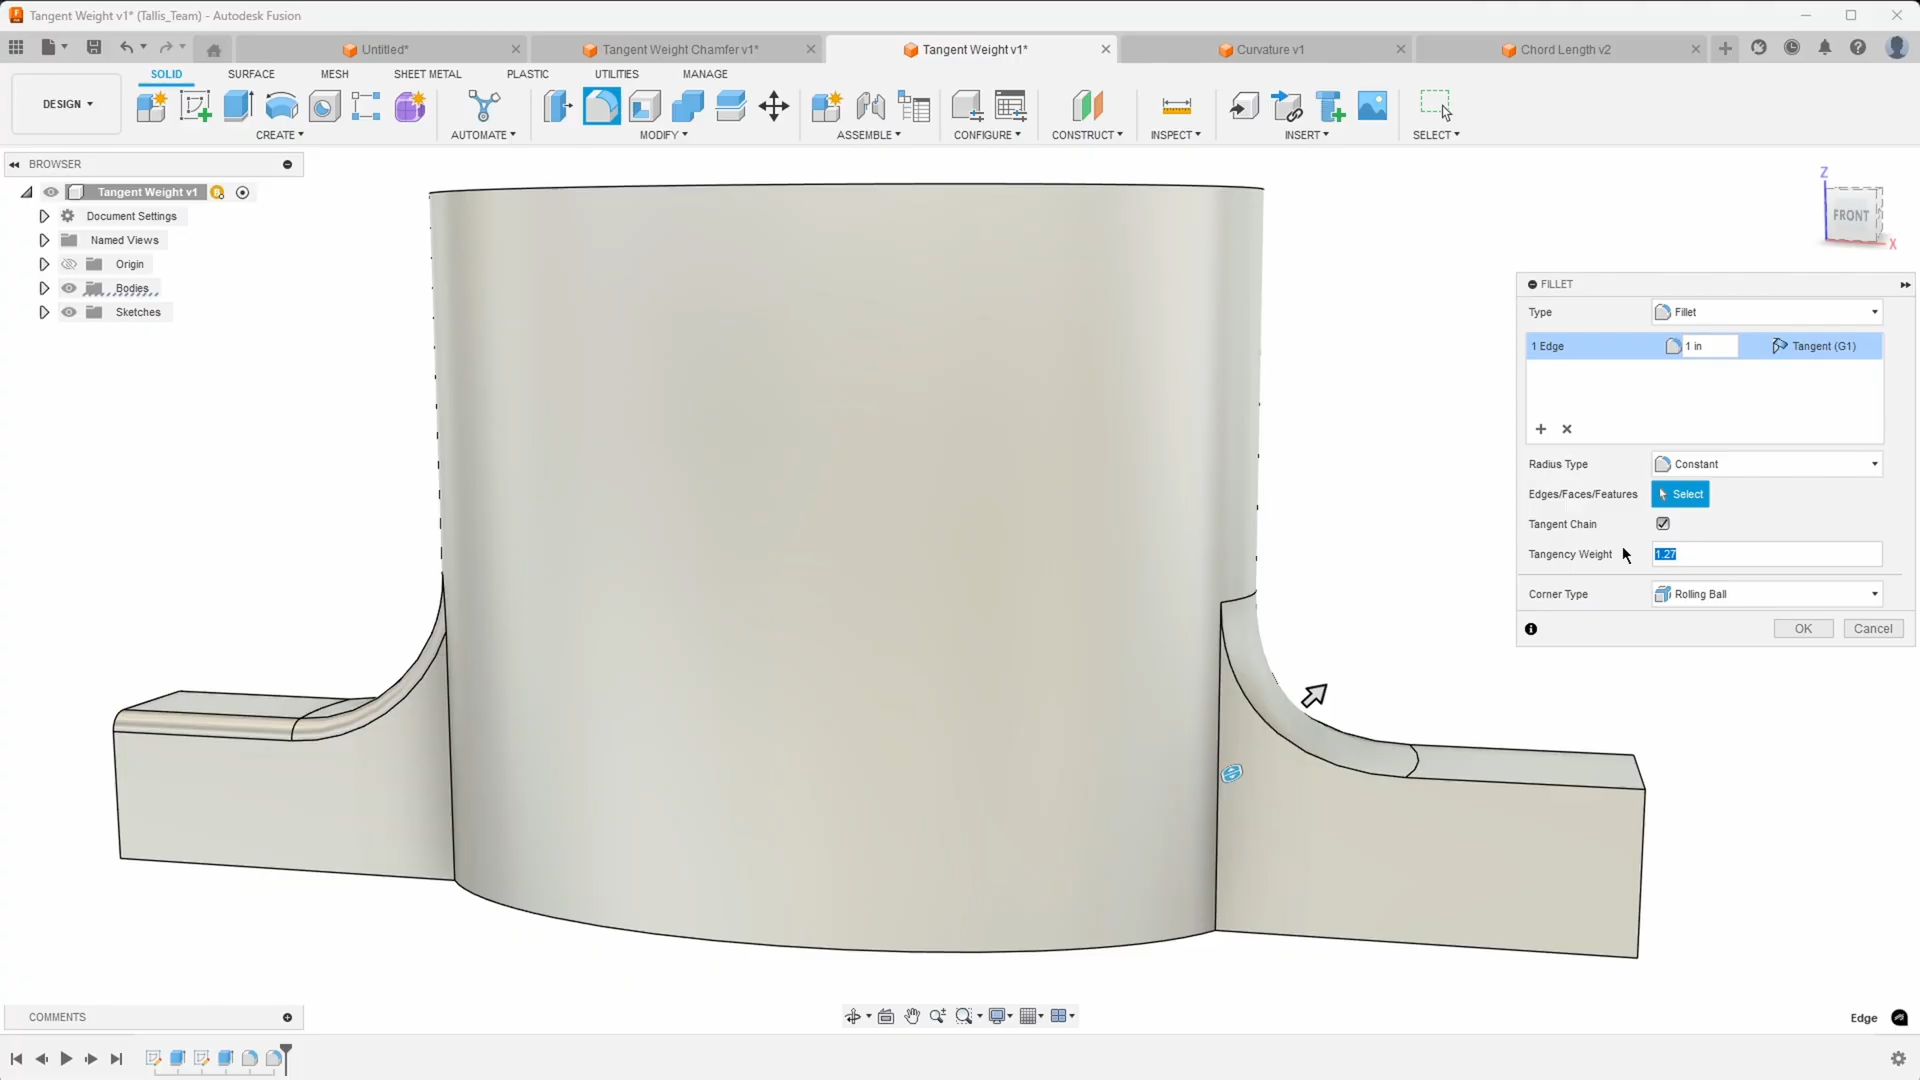 Tangent Weight v1* (Tallis_Team) - Autodesk Fusion
Untitled*
Tangent Weight Chamfer v1*
Tangent Weight v1*
Curvature v1
Chord Length v2
SOLID
SURFACE
MESH
SHEET METAL
PLASTIC
UTILITIES
MANAGE
DESIGN
CREATE
AUTOMATE
MODIFY
ASSEMBLE
CONFIGURE
CONSTRUCT
INSPECT
INSERT
SELECT
BROWSER
Tangent Weight v1
Document Settings
Named Views
Origin
Bodies
Sketches
Z
FRONT
X
FILLET
Type
Fillet
1 Edge
1 in
Tangent (G1)
Radius Type
Constant
Edges/Faces/Features
Select
Tangent Chain
Tangency Weight
1.27
Corner Type
Rolling Ball
OK
Cancel
COMMENTS
Edge